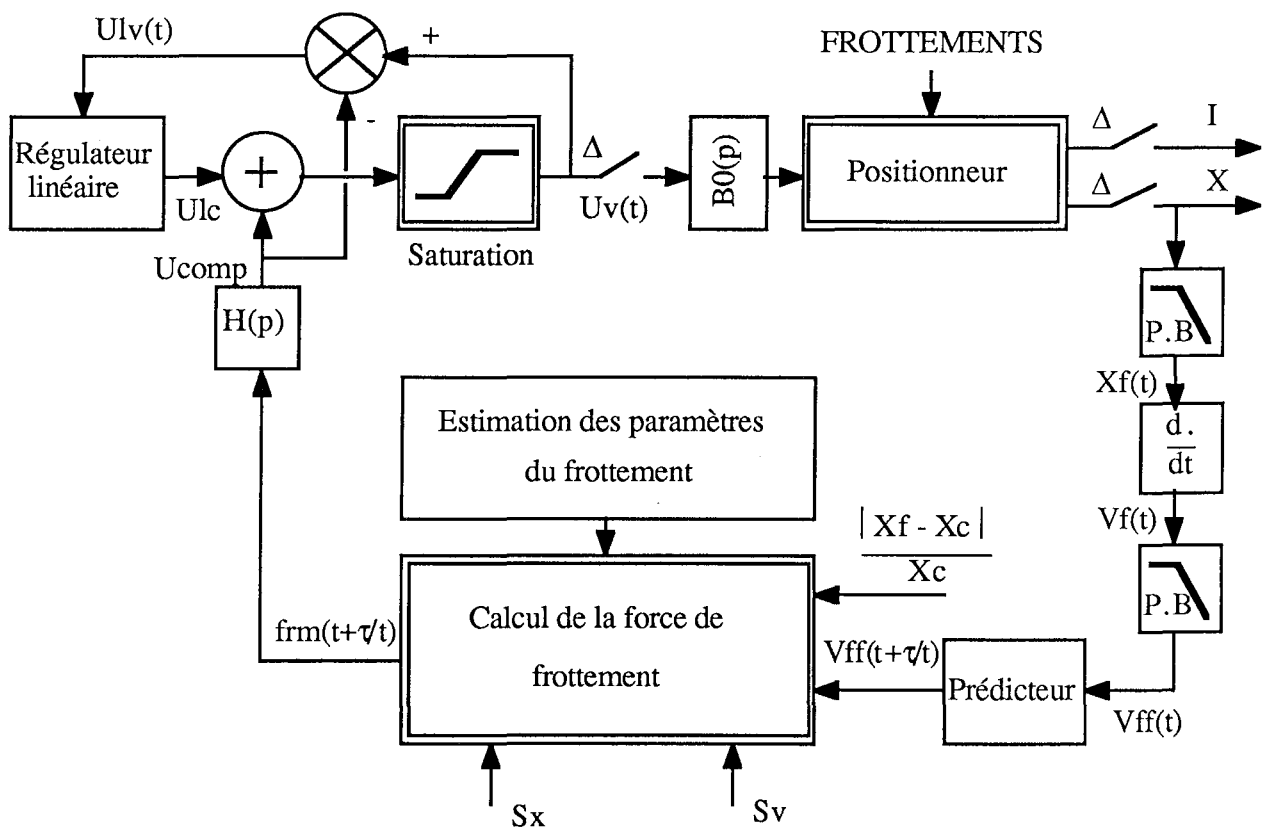 Ulv(t)
+
-
FROTTEMENTS
Régulateur
linéaire
Ulc
+
Saturation
Δ
Uv(t)
B0(p)
Positionneur
Δ
I
Δ
X
Ucomp
H(p)
P.B
Xf(t)
d .
dt
Vf(t)
P.B
Estimation des paramètres
du frottement
| Xf - Xc |
Xc
Calcul de la force de
frottement
frm(t+τ/t)
Vff(t+τ/t)
Prédicteur
Vff(t)
Sx
Sv